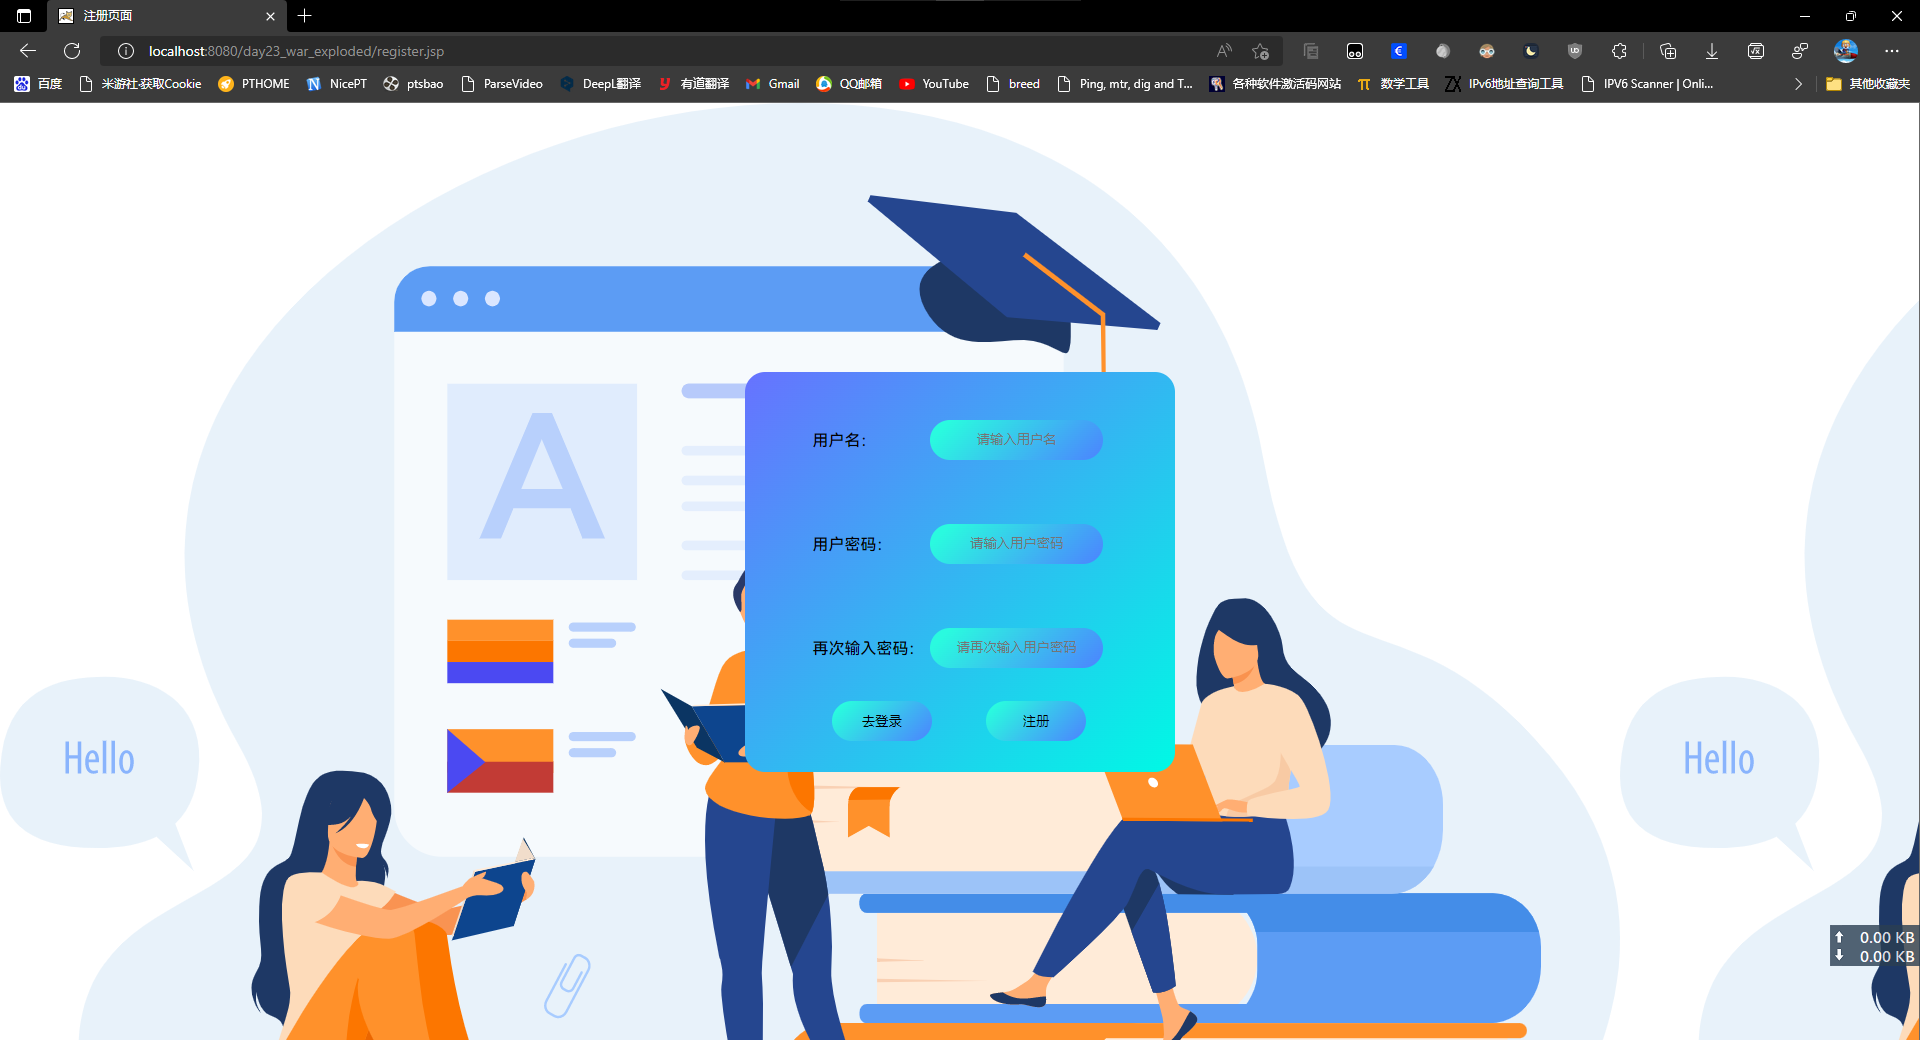 注册页面
localhost:8080/day23_war_exploded/register.jsp
百度 米游社·获取Cookie PTHOME NicePT ptsbao ParseVideo DeepL翻译 有道翻译 Gmail QQ邮箱 YouTube breed Ping, mtr, dig and T... 各种软件激活码网站 数学工具 IPv6地址查询工具 IPV6 Scanner | Onli... 其他收藏夹
A
用户名：
请输入用户名
用户密码：
请输入用户密码
再次输入密码：
请再次输入用户密码
去登录 注册
Hello
Hello
0.00 KB
0.00 KB